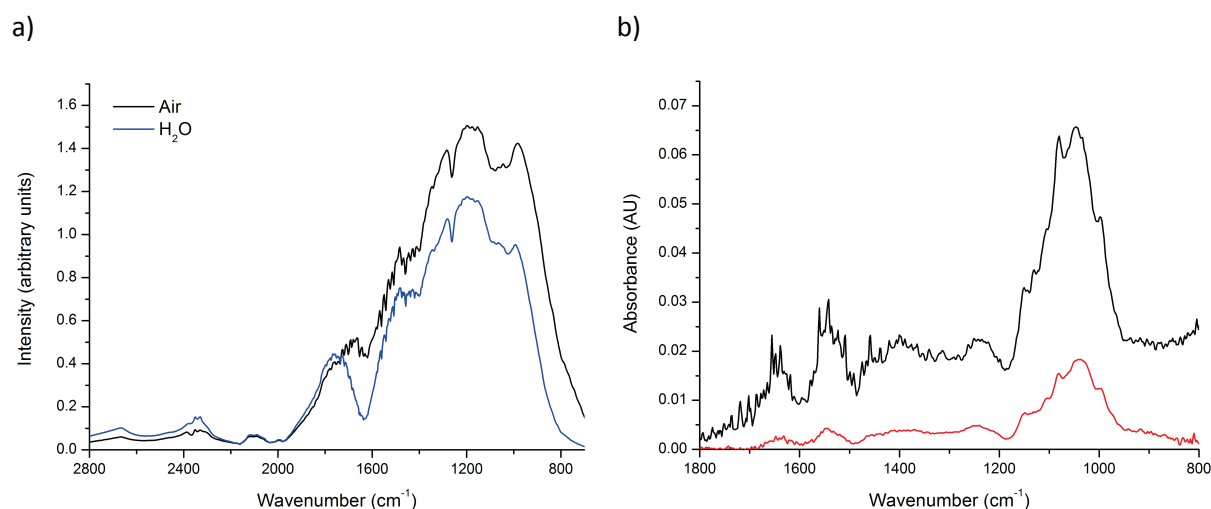 a)
b)
Air
H₂O
1.6
1.4
1.2
1.0
0.8
0.6
0.4
0.2
0.0
Intensity (arbitrary units)
2800 2400 2000 1600 1200 800
Wavenumber (cm⁻¹)
0.07
0.06
0.05
0.04
0.03
0.02
0.01
0.00
Absorbance (AU)
1800 1600 1400 1200 1000 800
Wavenumber (cm⁻¹)